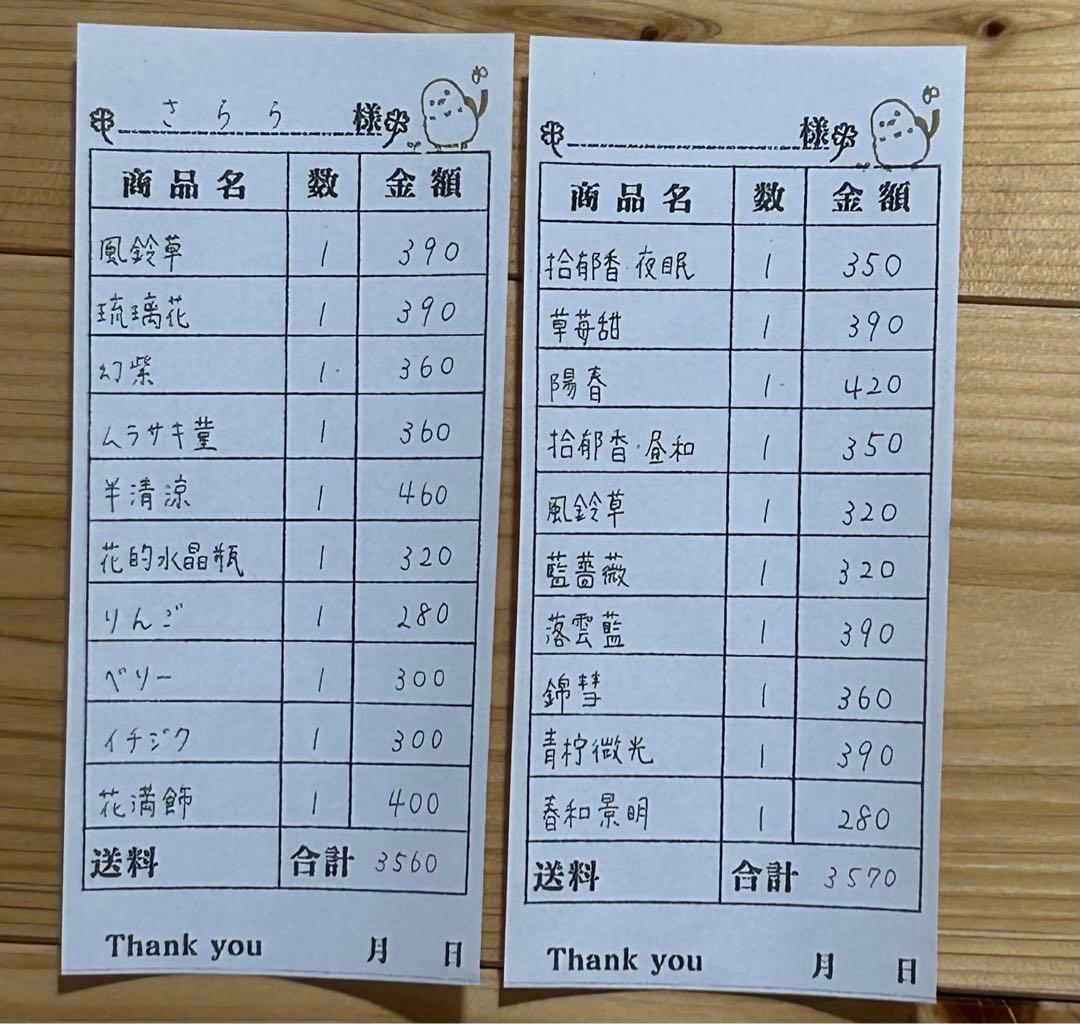 さらら 様
商品名 数 金額
風鈴草 1 390
琉璃花 1 390
幻紫 1 360
ムラサキ菫 1 360
半清涼 1 460
花的水晶瓶 1 320
りんご 1 280
ベリー 1 300
イチジク 1 300
花満飾 1 400
送料 合計 3560
Thank you 月 日
様
商品名 数 金額
拾郁香・夜眠 1 350
草莓甜 1 390
陽春 1 420
拾郁香・昼和 1 350
風鈴草 1 320
藍薔薇 1 320
落雲藍 1 390
錦彗 1 360
青柠微光 1 390
春和景明 1 280
送料 合計 3570
Thank you 月 日